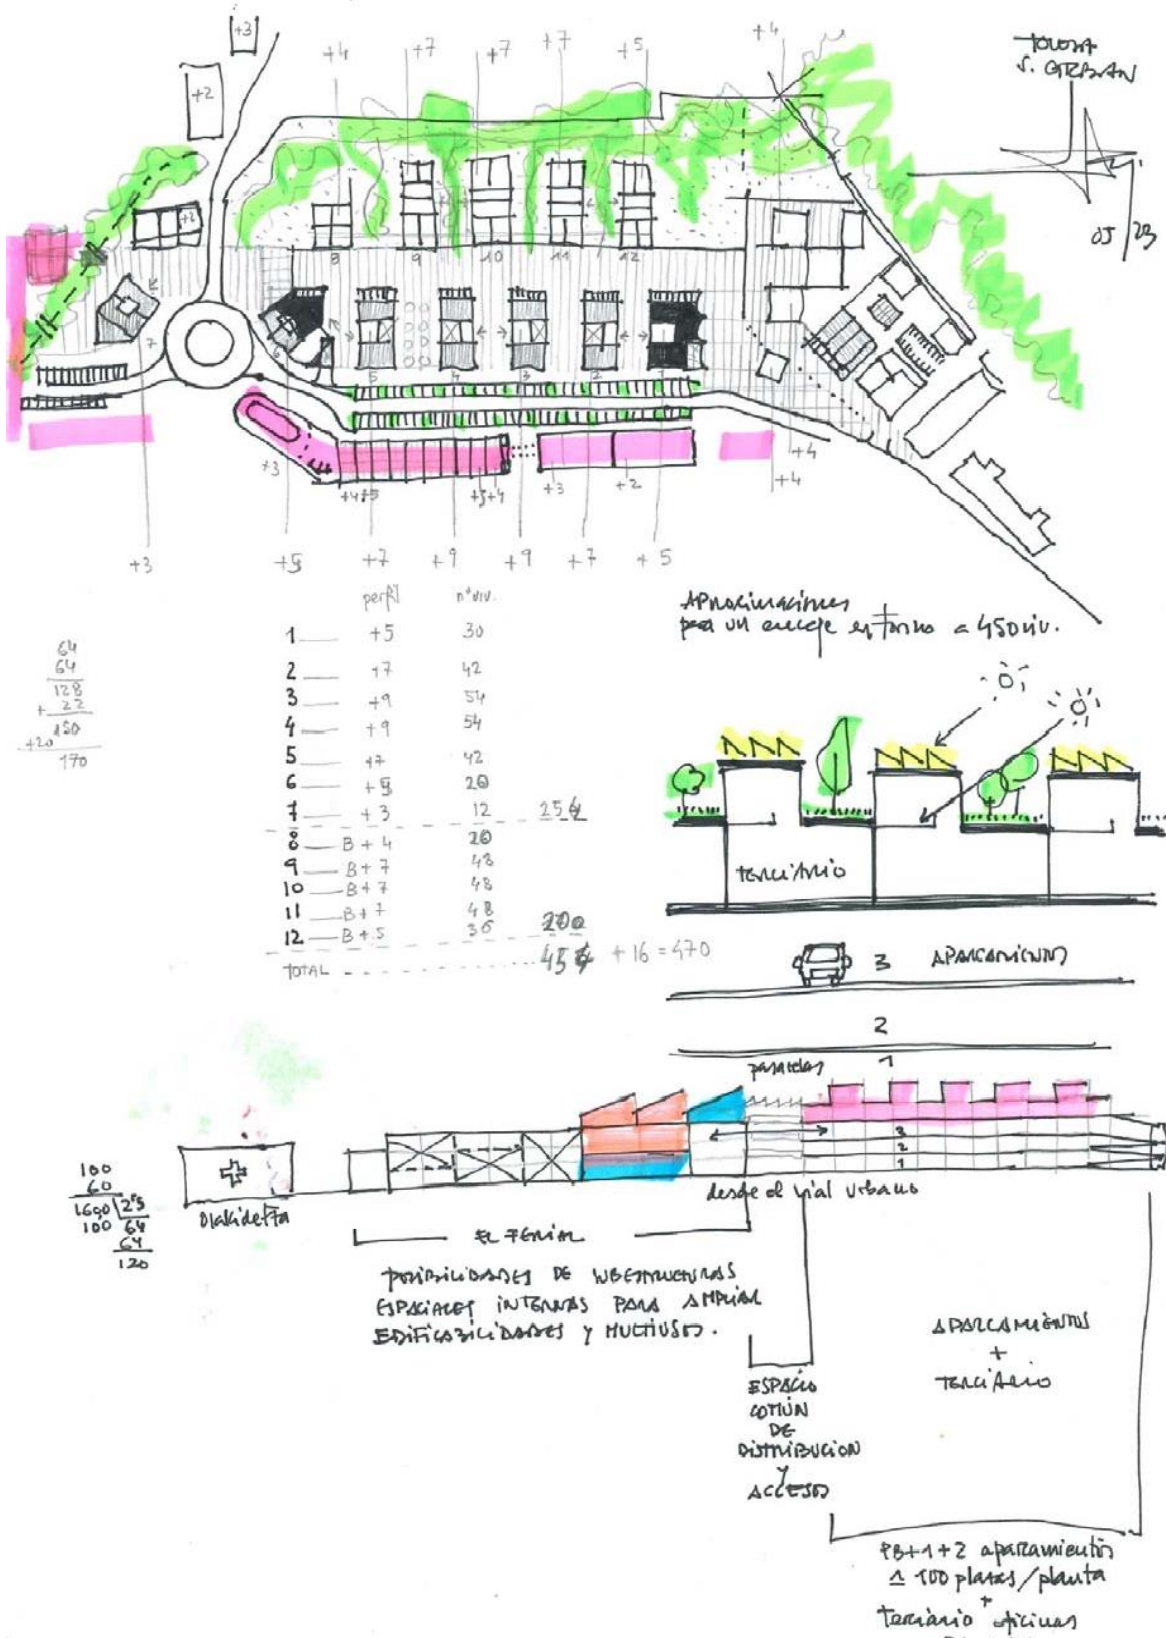 +3
+4
+7
+7
+7
+5
+4
TOLOSA
+2
+2
05/23
8
9
10
11
12
7
6
5
4
3
2
1
+3
+4+5
+3+4
+3
+2
+4
+4
+3
+5
+7
+9
+9
+7
+5
perfil nº viv.
1 +5 30
2 +7 42
3 +9 54
4 +9 54
5 +7 42
6 +5 20
7 +3 12 254
8 B+4 20
9 B+7 48
10 B+7 48
11 B+7 48
12 B+5 36 200
TOTAL 454 + 16 = 470
64
64
128
+ 22
150
+20
170
Aproximaciones
para un encaje en torno a 450 viv.
terciario
3 APARCAMIENTOS
2
1
pasarelas
3
2
1
desde el vial urbano
Osakidetza
100
60
1600 25
100 64
64
120
EL FERIAL
POSIBILIDADES DE SUBESTRUCTURAS
ESPACIALES INTERNAS PARA AMPLIAR
EDIFICABILIDADES Y MULTIUSOS.
ESPACIO
COMÚN
DE
DISTRIBUCION
Y
ACCESOS
APARCAMIENTOS
+
TERCIARIO
PB+1+2 aparcamientos
≙ 100 plazas/planta
+
terciario oficinas